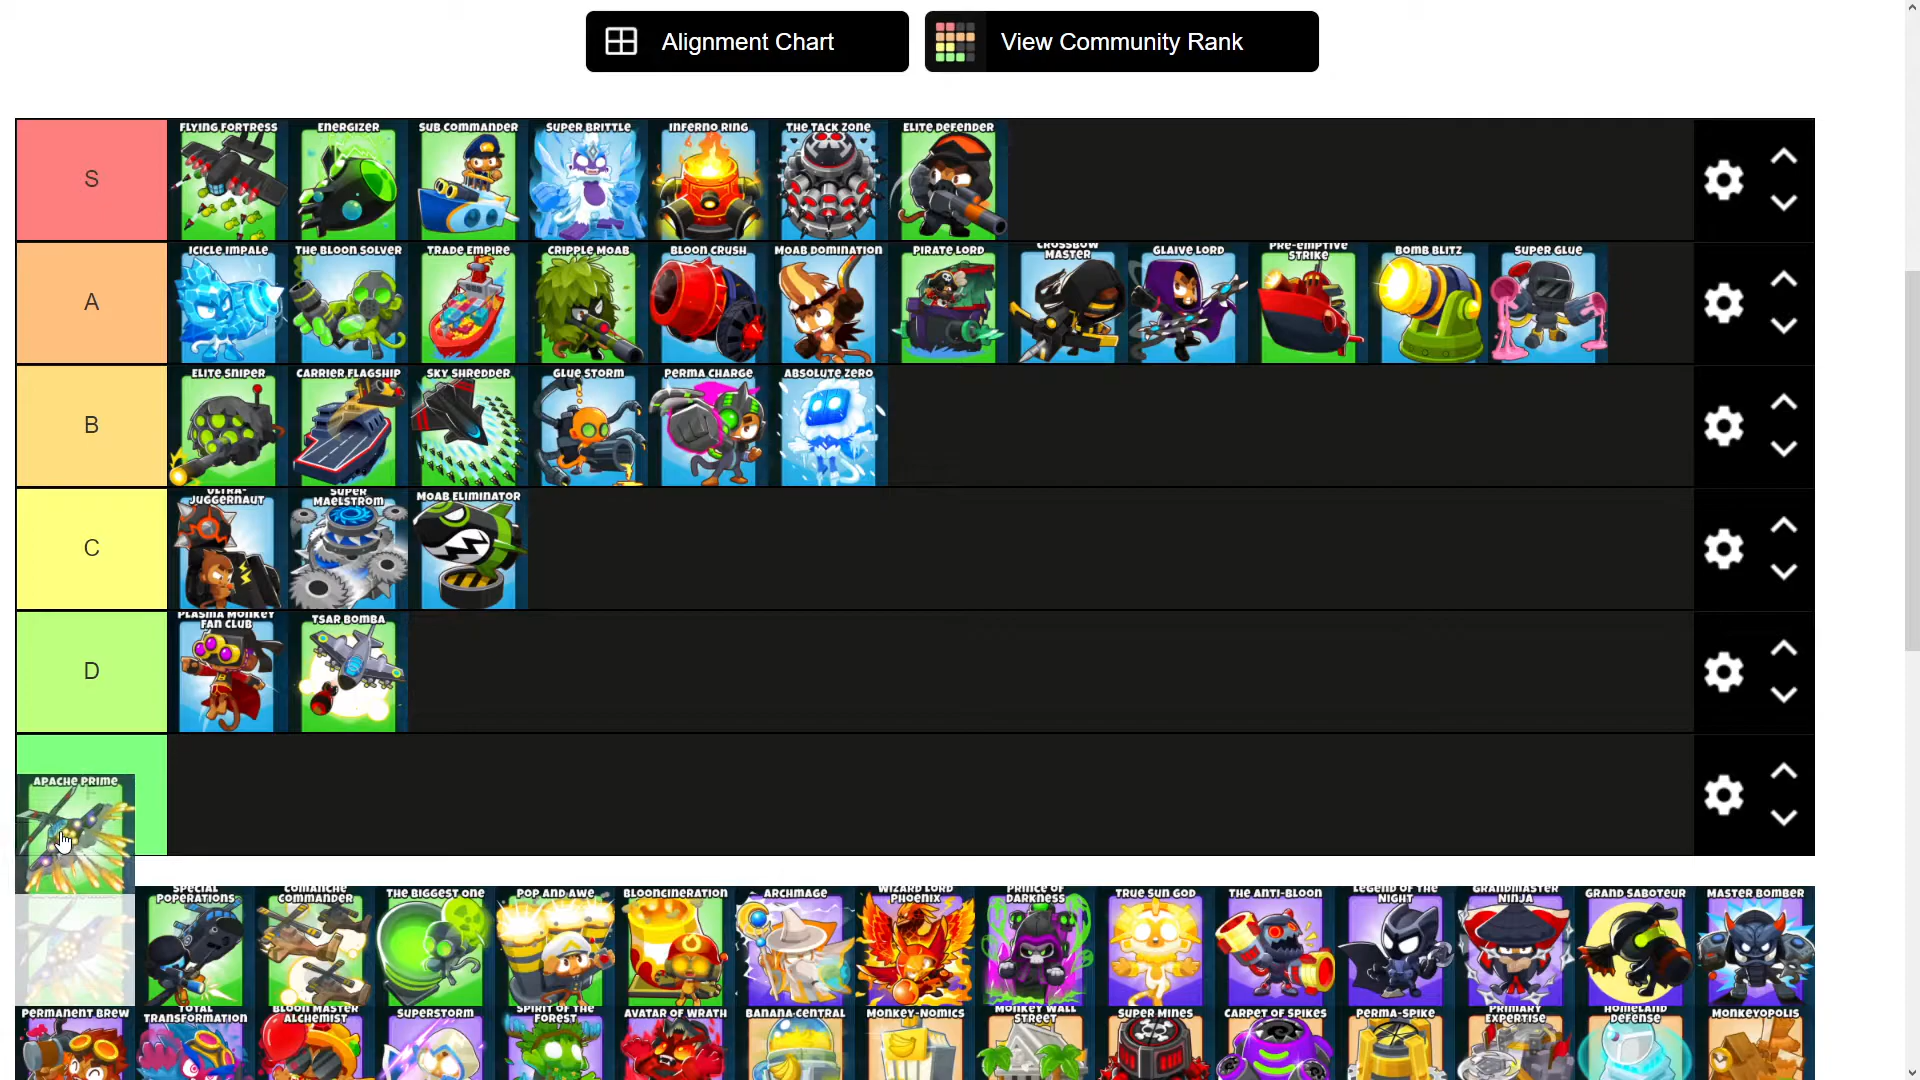 Alignment Chart
View Community Rank
S
FLYING FORTRESS
ENERGIZER
SUB COMMANDER
SUPER BRITTLE
INFERNO RING
THE TACK ZONE
ELITE DEFENDER
A
ICICLE IMPALE
THE BLOON SOLVER
TRADE EMPIRE
CRIPPLE MOAB
BLOON CRUSH
MOAB DOMINATION
PIRATE LORD
CROSSBOW
MASTER
GLAIVE LORD
PRE-EMPTIVE
STRIKE
BOMB BLITZ
SUPER GLUE
B
ELITE SNIPER
CARRIER FLAGSHIP
SKY SHREDDER
GLUE STORM
PERMA CHARGE
ABSOLUTE ZERO
C
ULTRA-
JUGGERNAUT
SUPER
MAELSTROM
MOAB ELIMINATOR
D
PLASMA MONKEY
FAN CLUB
TSAR BOMBA
APACHE PRIME
SPECIAL
POPERATIONS
COMANCHE
COMMANDER
THE BIGGEST ONE
POP AND AWE
BLOONCINERATION
ARCHMAGE
WIZARD LORD
PHOENIX
PRINCE OF
DARKNESS
TRUE SUN GOD
THE ANTI-BLOON
LEGEND OF THE
NIGHT
GRANDMASTER
NINJA
GRAND SABOTEUR
MASTER BOMBER
PERMANENT BREW
TOTAL
TRANSFORMATION
BLOON MASTER
ALCHEMIST
SUPERSTORM
SPIRIT OF THE
FOREST
AVATAR OF WRATH
BANANA CENTRAL
MONKEY-NOMICS
MONKEY WALL
STREET
SUPER MINES
CARPET OF SPIKES
PERMA-SPIKE
PRIMARY
EXPERTISE
HOMELAND
DEFENSE
MONKEYOPOLIS